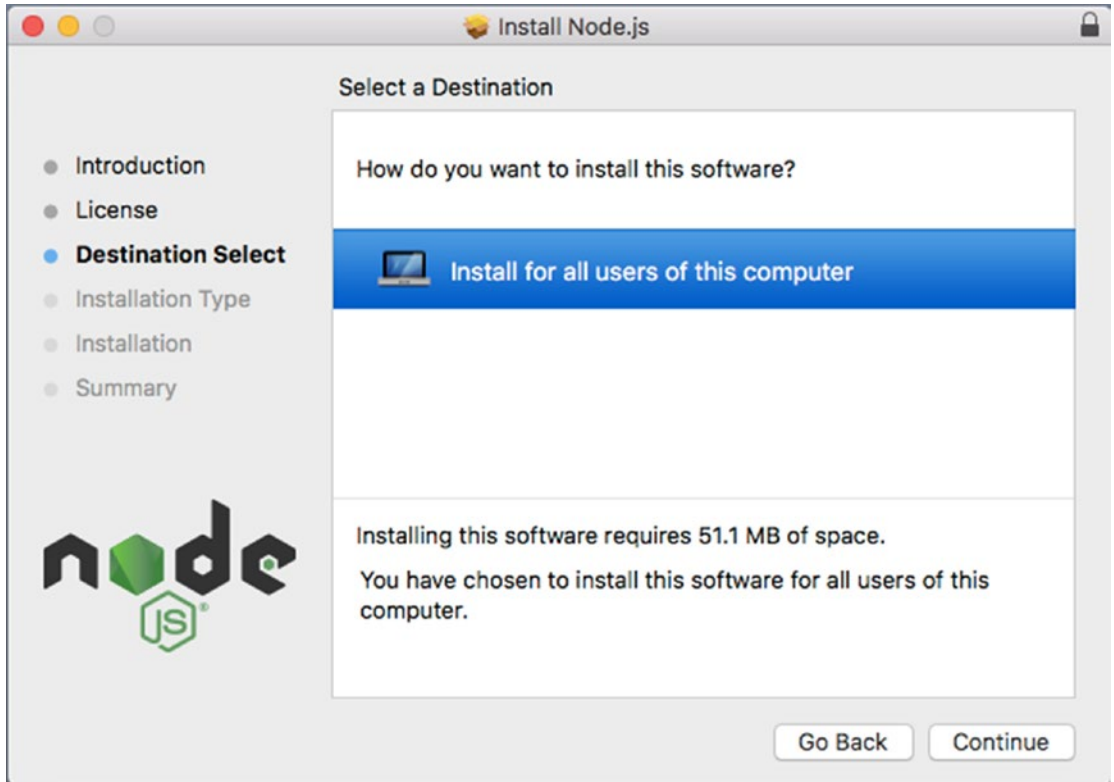 Install Node.js
Select a Destination
Introduction
License
Destination Select
Installation Type
Installation
Summary
How do you want to install this software?
Install for all users of this computer
Installing this software requires 51.1 MB of space.
You have chosen to install this software for all users of this
computer.
node
JS®
Go Back
Continue